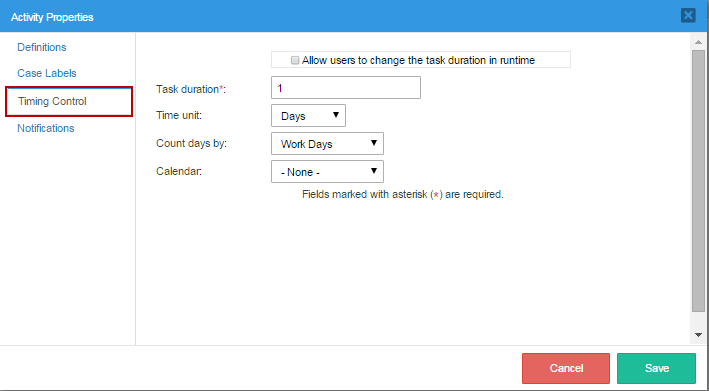 Activity Properties
Definitions
Case Labels
Timing Control
Notifications
Allow users to change the task duration in runtime
Task duration*: 1
Time unit: Days
Count days by: Work Days
Calendar: - None -
Fields marked with asterisk (*) are required.
Cancel Save